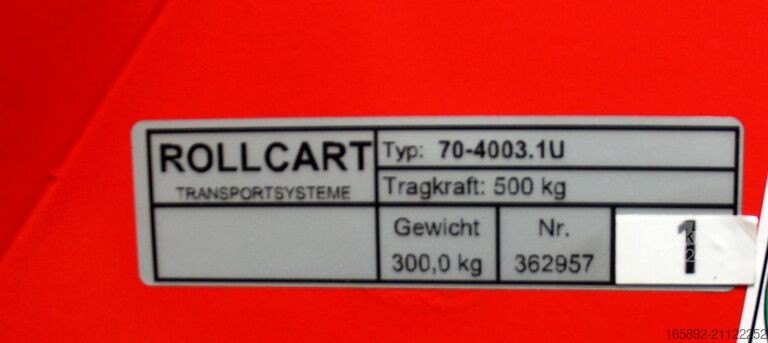 ROLLCART
TRANSPORTSYSTEME
Typ: 70-4003.1U
Tragkraft: 500 kg
Gewicht
300,0 kg
Nr.
362957
1
165892-21122252